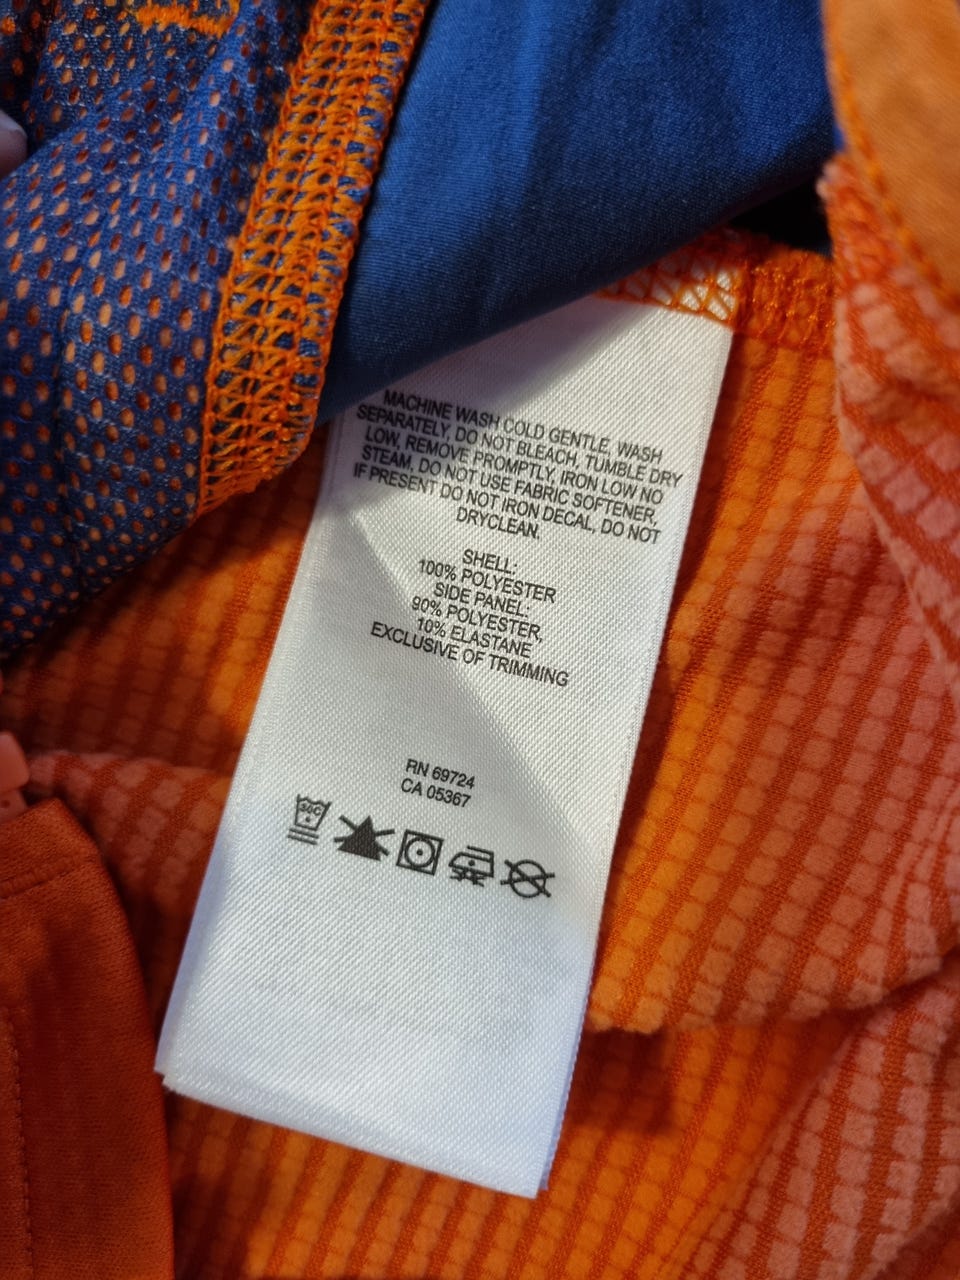 MACHINE WASH COLD GENTLE, WASH
SEPARATELY, DO NOT BLEACH, TUMBLE DRY
LOW, REMOVE PROMPTLY, IRON LOW NO
STEAM, DO NOT USE FABRIC SOFTENER,
IF PRESENT DO NOT IRON DECAL, DO NOT
DRYCLEAN.
SHELL:
100% POLYESTER
SIDE PANEL:
90% POLYESTER,
10% ELASTANE
EXCLUSIVE OF TRIMMING
RN 69724
CA 05367
30C